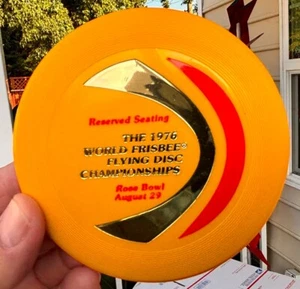 Reserved Seating
THE 1976
WORLD FRISBEE®
FLYING DISC
CHAMPIONSHIPS
Rose Bowl
August 29